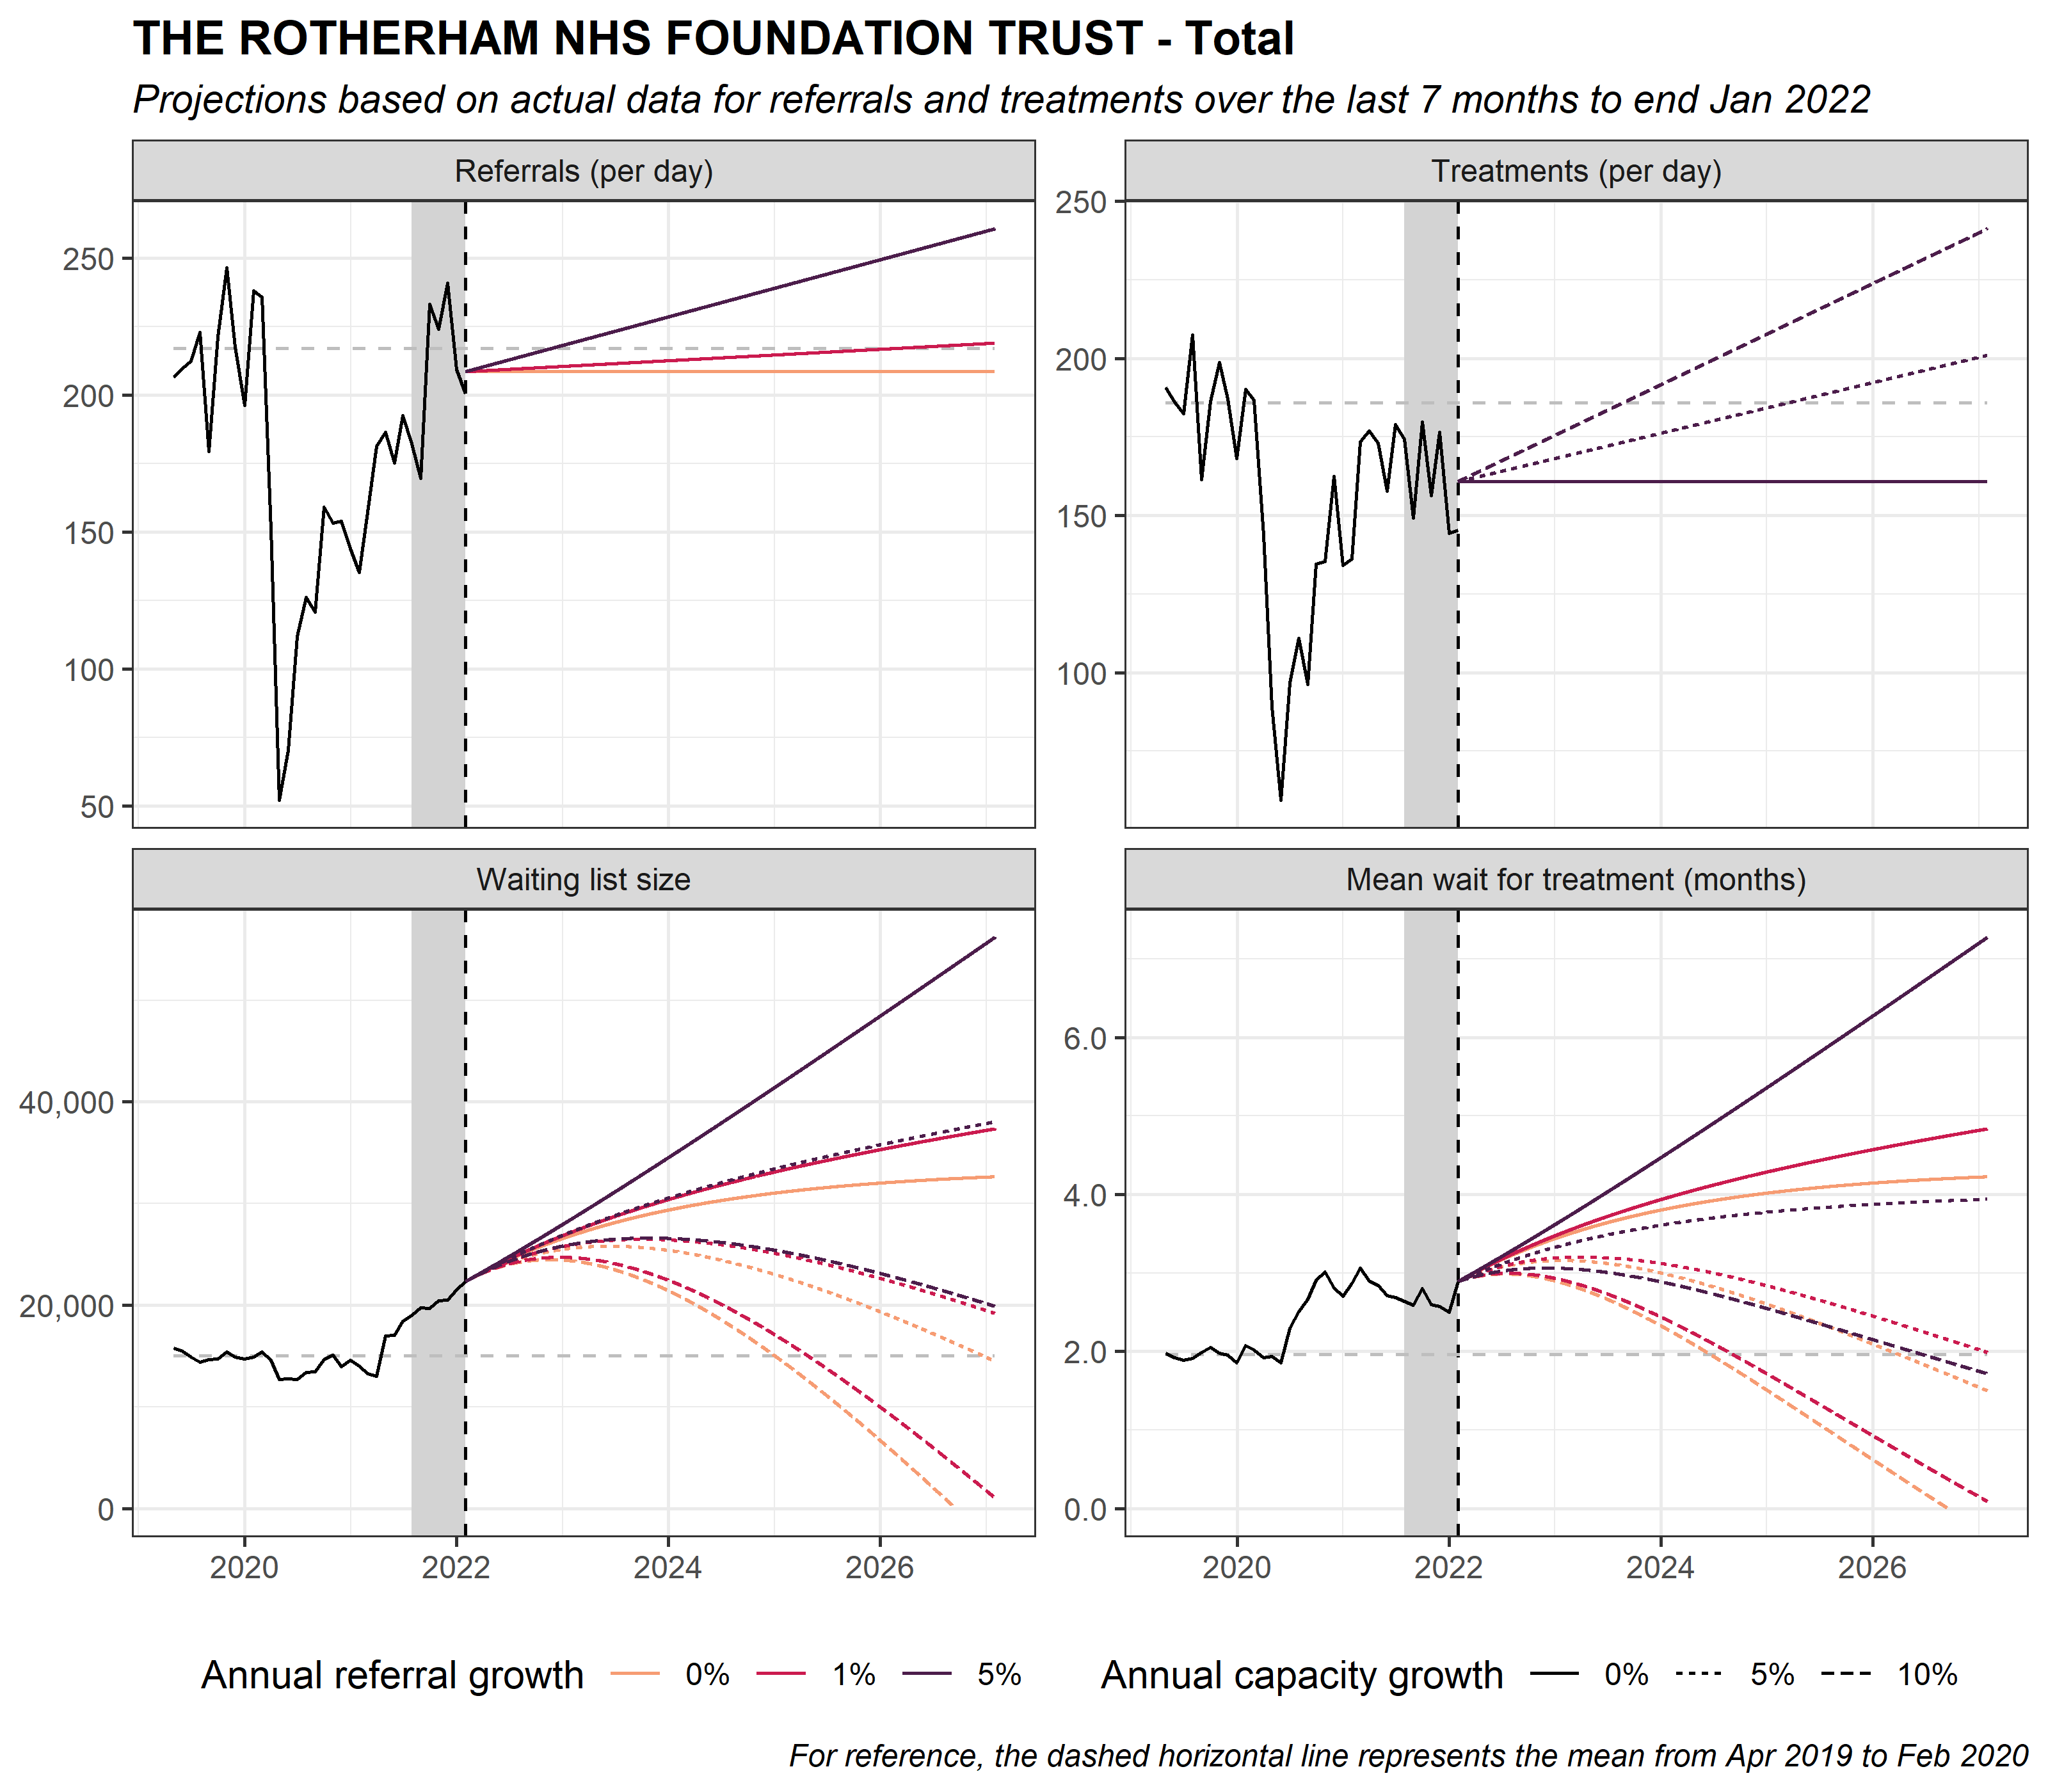 THE ROTHERHAM NHS FOUNDATION TRUST - Total
Projections based on actual data for referrals and treatments over the last 7 months to end Jan 2022
Referrals (per day)
250
200
150
100
50
Treatments (per day)
250
200
150
100
Waiting list size
40,000
20,000
0
2020 2022 2024 2026
Mean wait for treatment (months)
6.0
4.0
2.0
0.0
2020 2022 2024 2026
Annual referral growth 0% 1% 5%
Annual capacity growth 0% 5% 10%
For reference, the dashed horizontal line represents the mean from Apr 2019 to Feb 2020